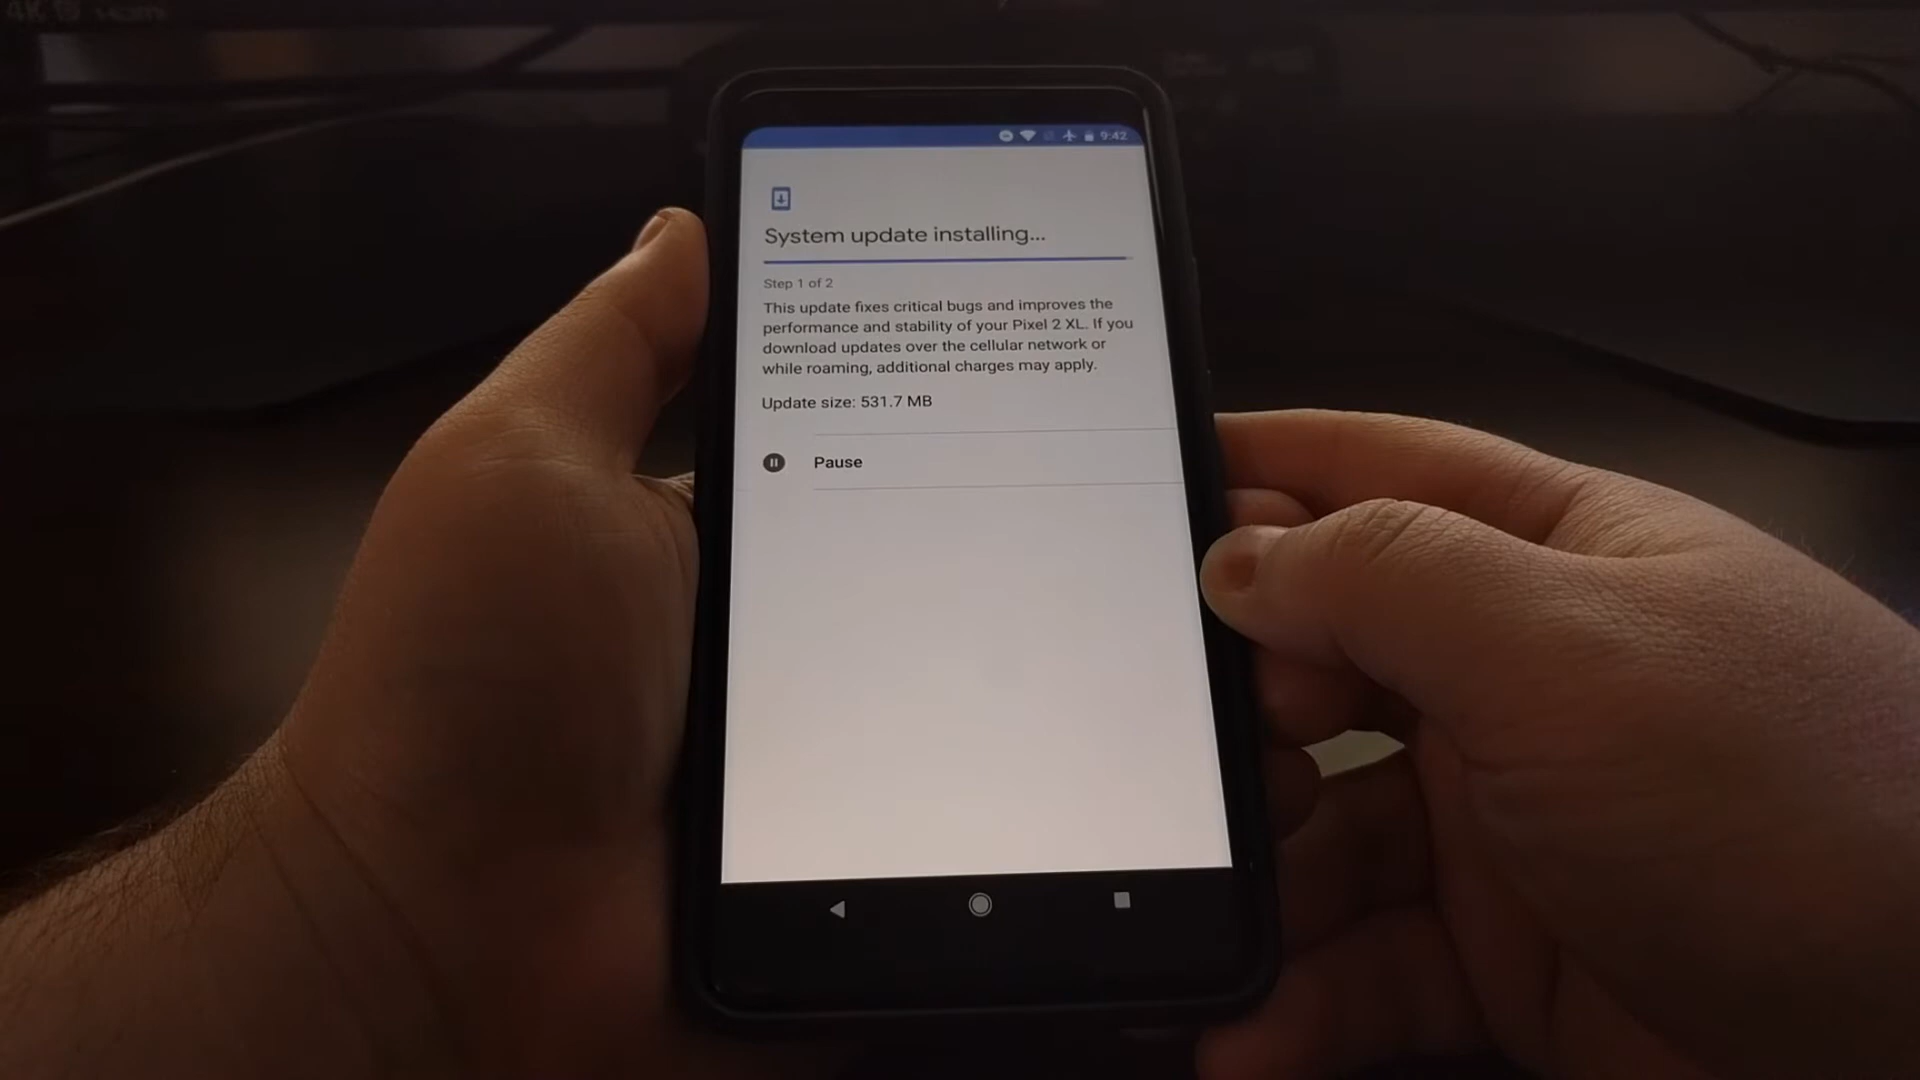 9:42
System update installing...
Step 1 of 2
This update fixes critical bugs and improves the
performance and stability of your Pixel 2 XL. If you
download updates over the cellular network or
while roaming, additional charges may apply.
Update size: 531.7 MB
Pause